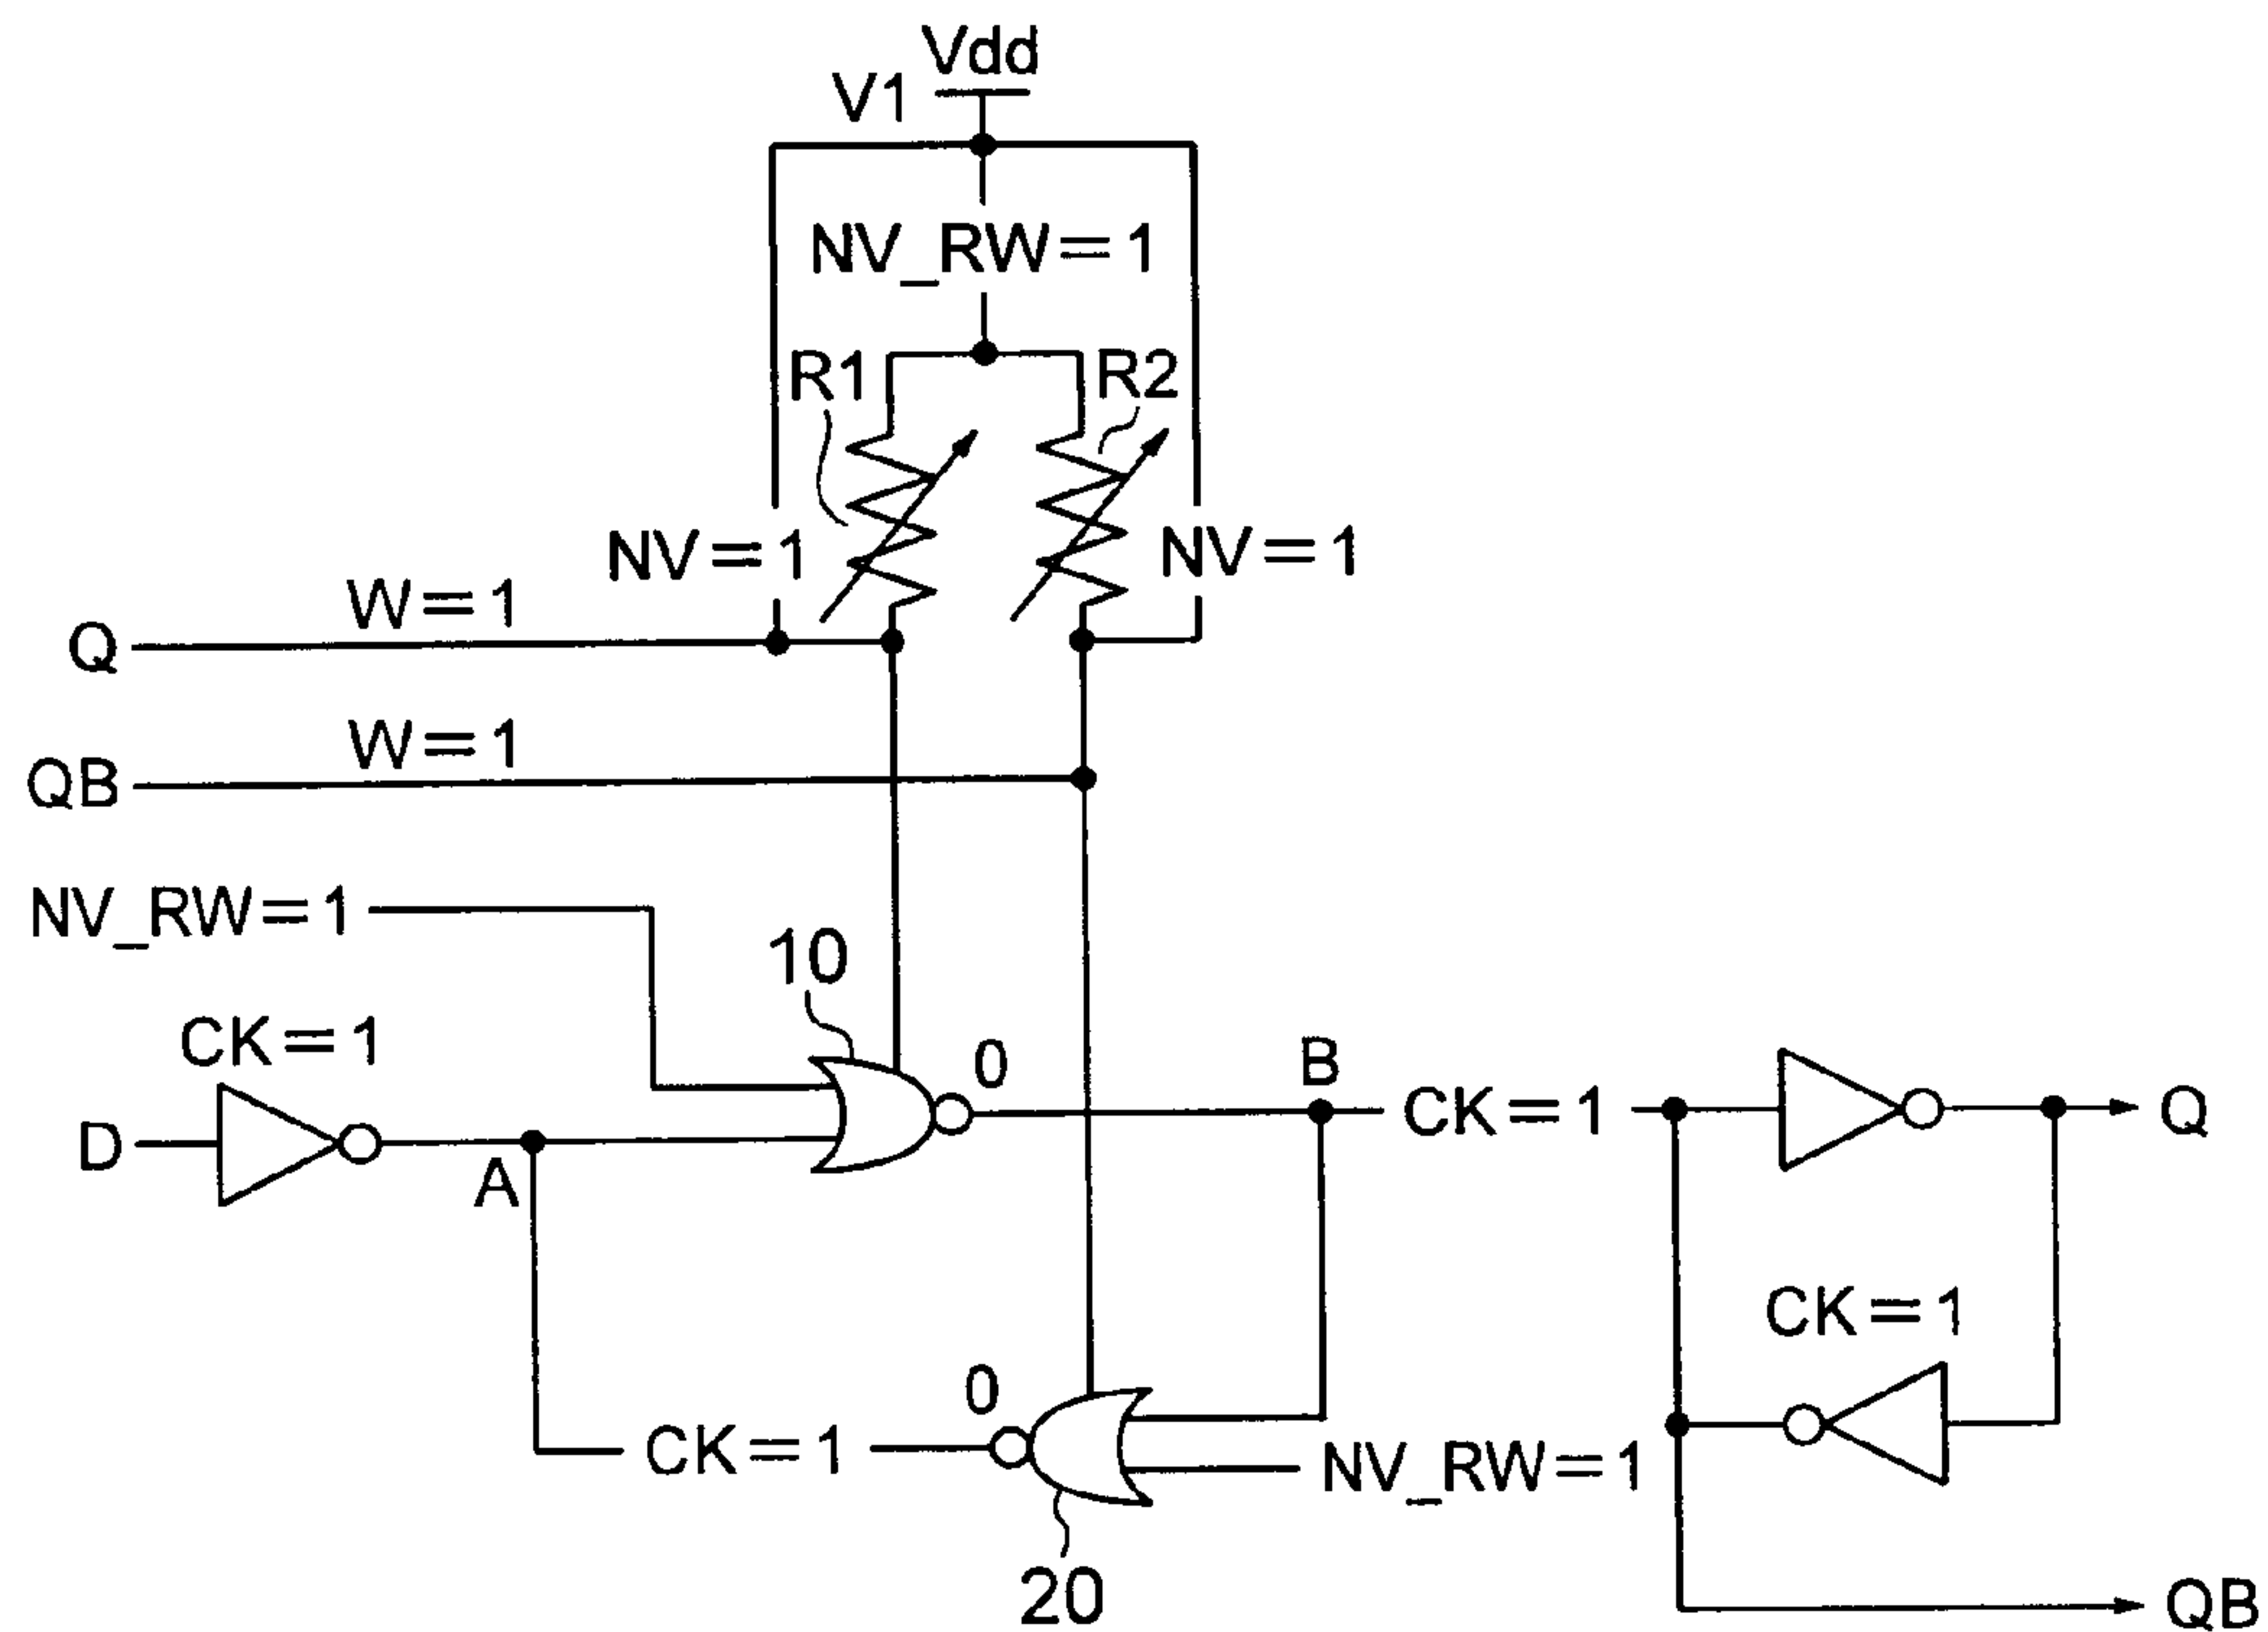 Vdd
V1
NV_RW=1
R1
R2
NV=1
NV=1
W=1
Q
W=1
QB
NV_RW=1
10
CK=1
0
B
CK=1
Q
D
A
CK=1
0
CK=1
NV_RW=1
20
QB